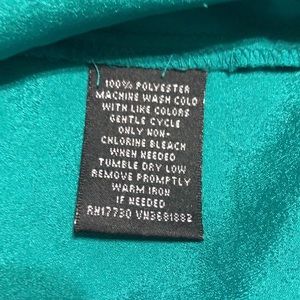 100% POLYESTER
MACHINE WASH COLD
WITH LIKE COLORS
GENTLE CYCLE
ONLY NON-
CHLORINE BLEACH
WHEN NEEDED
TUMBLE DRY LOW
REMOVE PROMPTLY
WARM IRON
IF NEEDED
RN17730 VN3681882